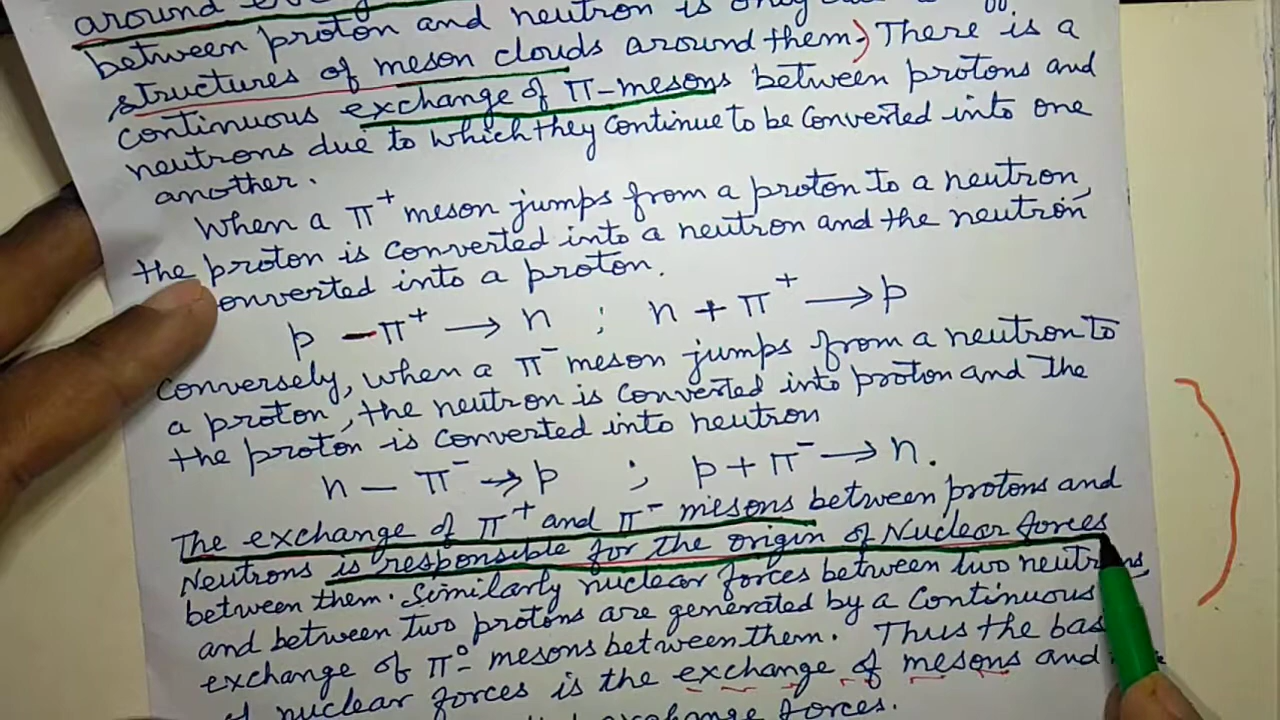 around
between proton and neutron is only
structures of meson clouds around them.) There is a
continuous exchange of π-mesons between protons and
neutrons due to which they continue to be converted into one
another.
When a π⁺ meson jumps from a proton to a neutron,
the proton is converted into a neutron and the neutron
onverted into a proton.
p – π⁺ → n ; n + π⁺ → p
Conversely, when a π⁻ meson jumps from a neutron to
a proton, the neutron is converted into proton and the
the proton is converted into neutron
n – π⁻ → p ; p + π⁻ → n.
The exchange of π⁺ and π⁻ mesons between protons and
Neutrons is responsible for the origin of Nuclear forces
between them. Similarly nuclear forces between two neutrons
and between two protons are generated by a continuous
exchange of π⁰- mesons between them. Thus the bas
nuclear forces is the exchange of mesons and
exchange forces.